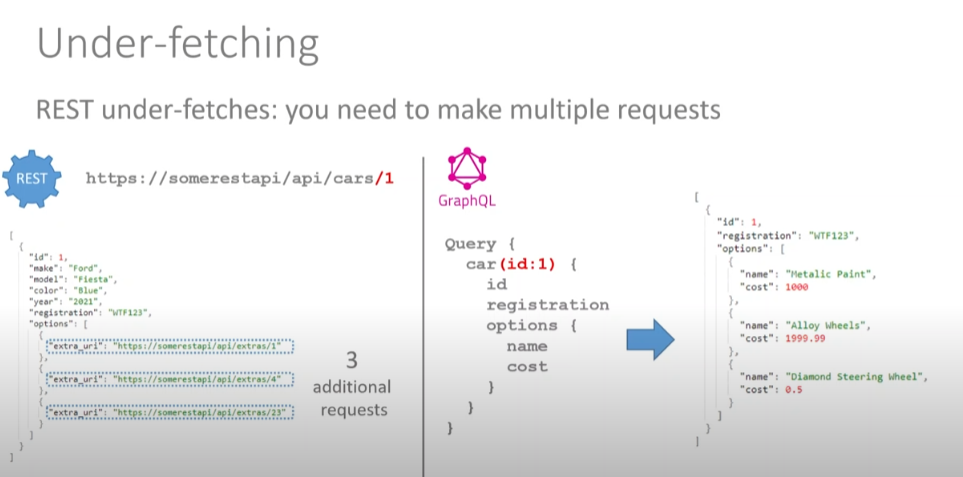 Under-fetching
REST under-fetches: you need to make multiple requests
REST
https://somerestapi/api/cars/1
[
{
"id": 1,
"make": "Ford",
"model": "Fiesta",
"color": "Blue",
"year": "2021",
"registration": "WTF123",
"options": [
{
"extra_uri": "https://somerestapi/api/extras/1"
},
{
"extra_uri": "https://somerestapi/api/extras/4"
},
{
"extra_uri": "https://somerestapi/api/extras/23"
}
]
}
]
3
additional
requests
GraphQL
Query {
car(id:1) {
id
registration
options {
name
cost
}
}
}
[
{
"id": 1,
"registration": "WTF123",
"options": [
{
"name": "Metalic Paint",
"cost": 1000
},
{
"name": "Alloy Wheels",
"cost": 1999.99
},
{
"name": "Diamond Steering Wheel",
"cost": 0.5
}
]
}
]